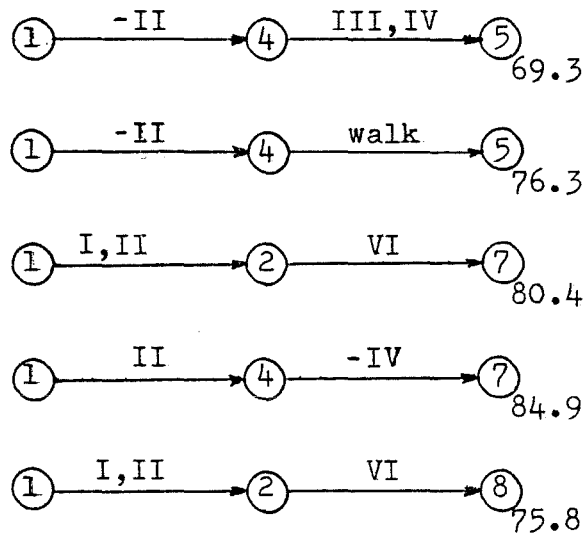 -II III,IV
1 4 5
69.3
-II walk
1 4 5
76.3
I,II VI
1 2 7
80.4
II -IV
1 4 7
84.9
I,II VI
1 2 8
75.8